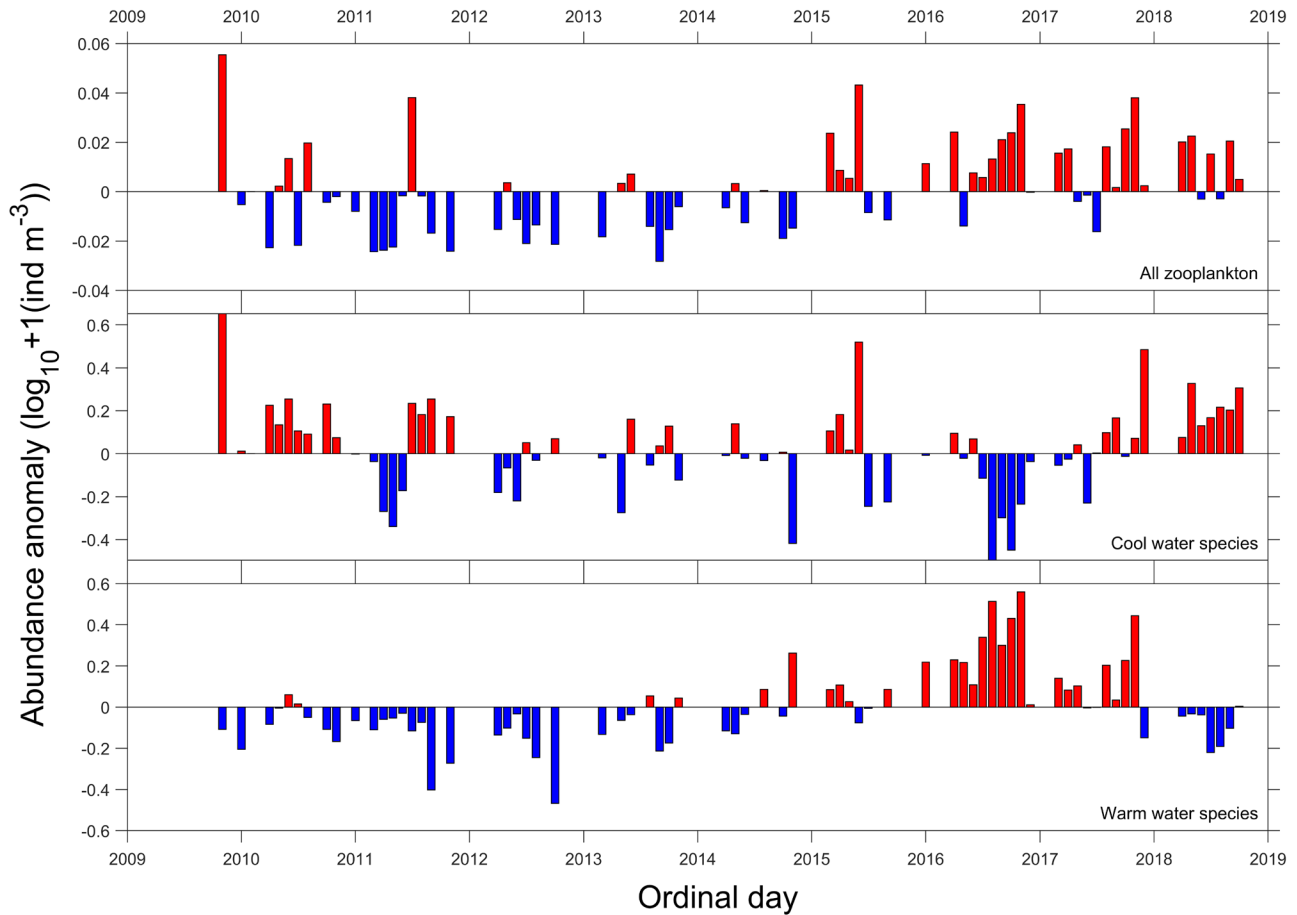 2009 2010 2011 2012 2013 2014 2015 2016 2017 2018 2019
0.06
0.04
0.02
0
-0.02
-0.04
All zooplankton
0.6
0.4
0.2
0
-0.2
-0.4
Cool water species
0.6
0.4
0.2
0
-0.2
-0.4
-0.6
Warm water species
Abundance anomaly (log10+1(ind m-3))
2009 2010 2011 2012 2013 2014 2015 2016 2017 2018 2019
Ordinal day